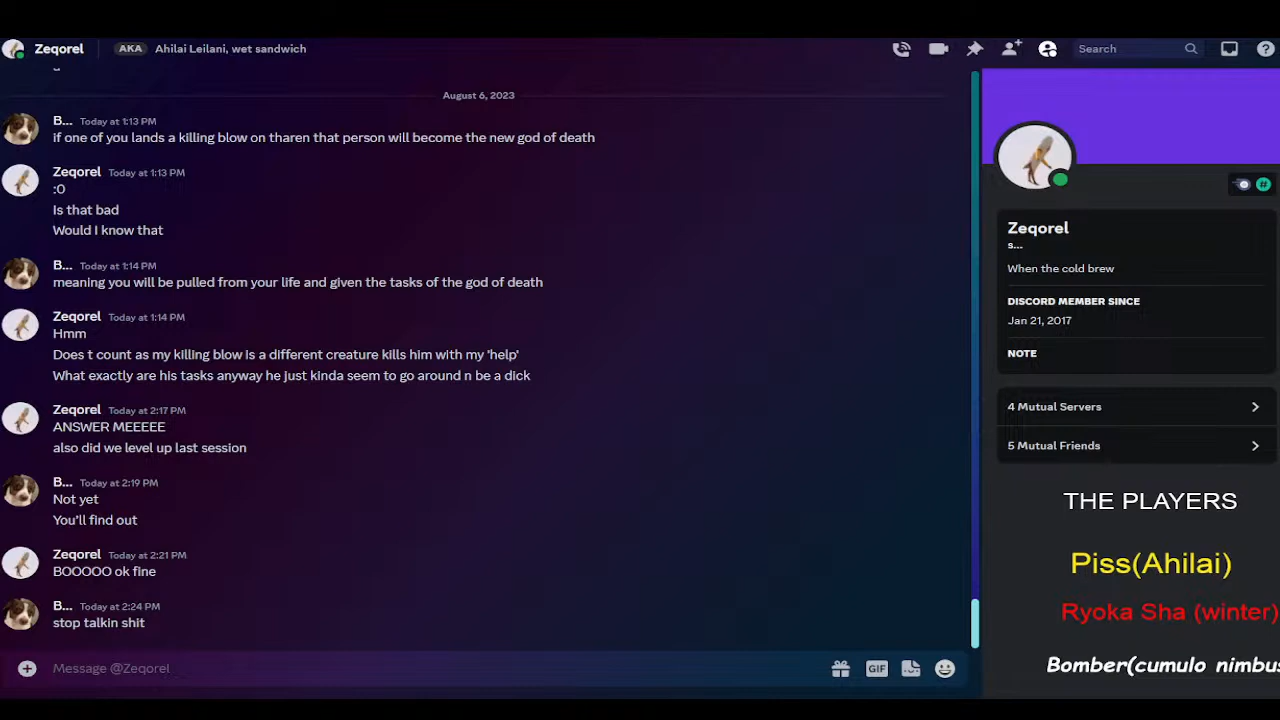 Zeqorel
AKA Ahilai Leilani, wet sandwich
Search
August 6, 2023
B... Today at 1:13 PM
if one of you lands a killing blow on tharen that person will become the new god of death
Zeqorel Today at 1:13 PM
:O
Is that bad
Would I know that
B... Today at 1:14 PM
meaning you will be pulled from your life and given the tasks of the god of death
Zeqorel Today at 1:14 PM
Hmm
Does t count as my killing blow is a different creature kills him with my 'help'
What exactly are his tasks anyway he just kinda seem to go around n be a dick
Zeqorel Today at 2:17 PM
ANSWER MEEEEE
also did we level up last session
B... Today at 2:19 PM
Not yet
You'll find out
Zeqorel Today at 2:21 PM
BOOOOO ok fine
B... Today at 2:24 PM
stop talkin shit
Message @Zeqorel
GIF
Zeqorel
s...
When the cold brew
DISCORD MEMBER SINCE
Jan 21, 2017
NOTE
4 Mutual Servers
5 Mutual Friends
THE PLAYERS
Piss(Ahilai)
Ryoka Sha (winter)
Bomber(cumulo nimbus